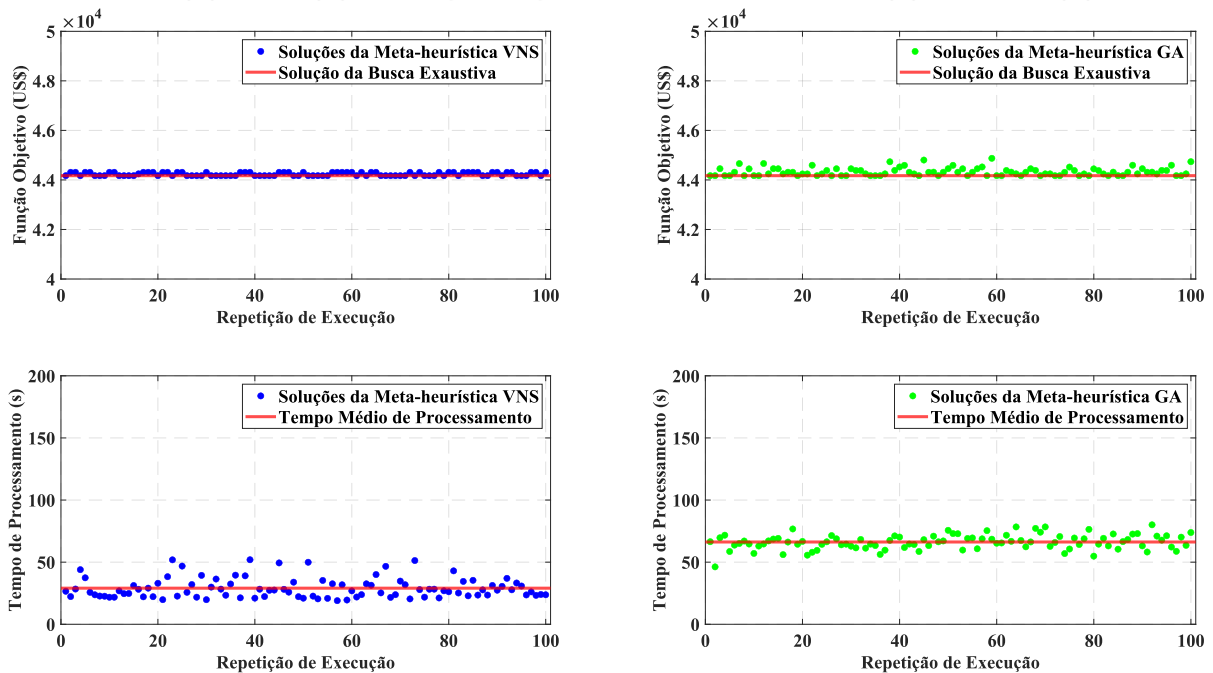 ×10⁴
5
4.8
4.6
4.4
4.2
4
Função Objetivo (US$)
Soluções da Meta-heurística VNS
Solução da Busca Exaustiva
0 20 40 60 80 100
Repetição de Execução
×10⁴
5
4.8
4.6
4.4
4.2
4
Função Objetivo (US$)
Soluções da Meta-heurística GA
Solução da Busca Exaustiva
0 20 40 60 80 100
Repetição de Execução
200
150
100
50
0
Tempo de Processamento (s)
Soluções da Meta-heurística VNS
Tempo Médio de Processamento
0 20 40 60 80 100
Repetição de Execução
200
150
100
50
0
Tempo de Processamento (s)
Soluções da Meta-heurística GA
Tempo Médio de Processamento
0 20 40 60 80 100
Repetição de Execução